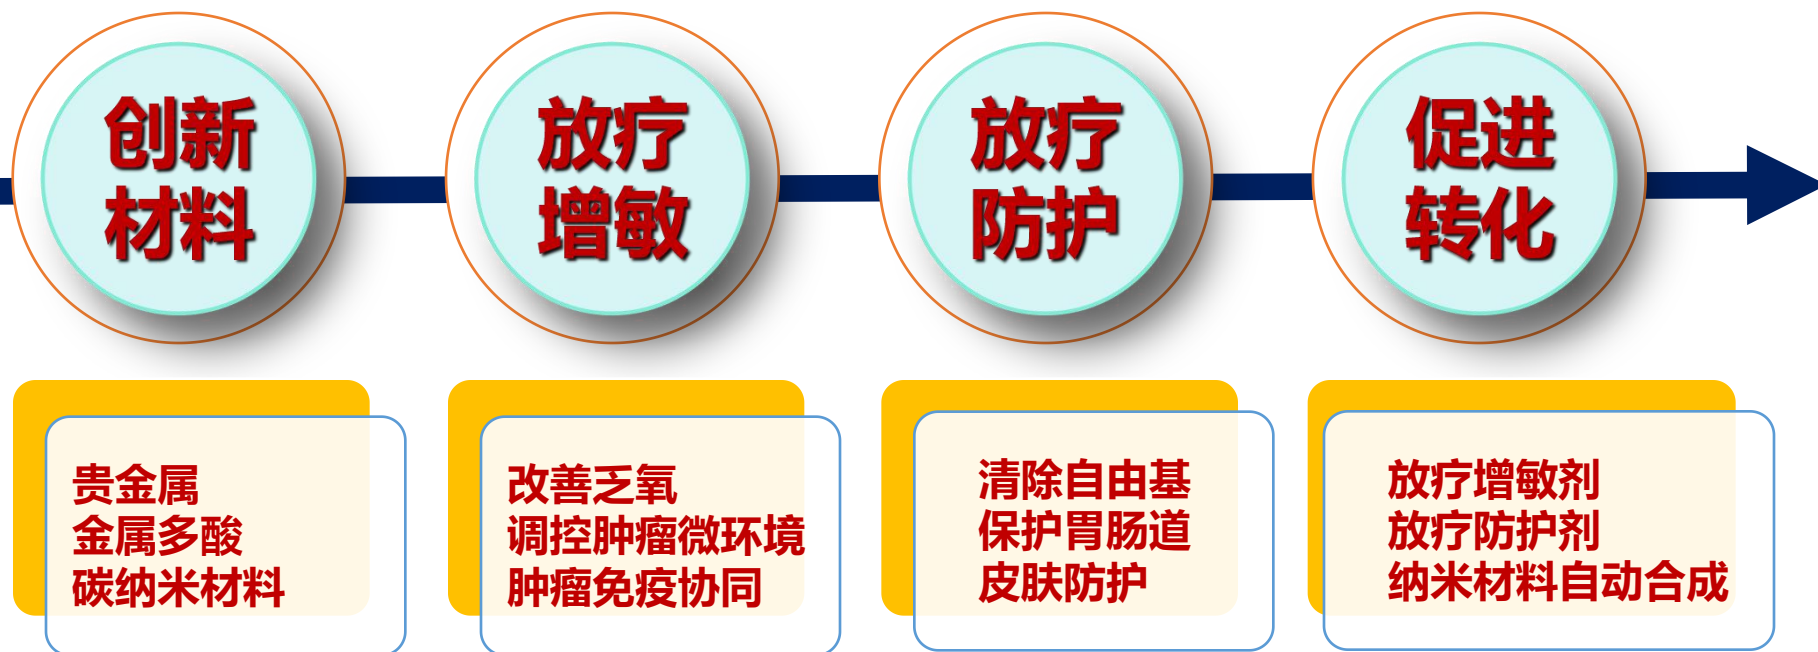 创新
材料
放疗
增敏
放疗
防护
促进
转化
贵金属
金属多酸
碳纳米材料
改善乏氧
调控肿瘤微环境
肿瘤免疫协同
清除自由基
保护胃肠道
皮肤防护
放疗增敏剂
放疗防护剂
纳米材料自动合成